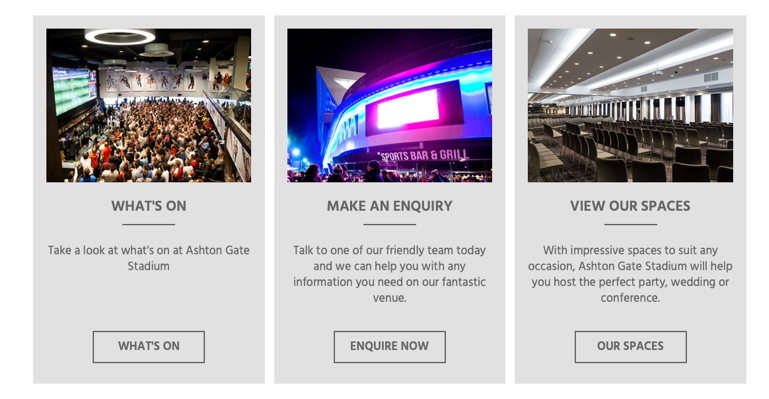 SPORTS BAR & GRILL
WHAT'S ON
Take a look at what's on at Ashton Gate
Stadium
WHAT'S ON
MAKE AN ENQUIRY
Talk to one of our friendly team today
and we can help you with any
information you need on our fantastic
venue.
ENQUIRE NOW
VIEW OUR SPACES
With impressive spaces to suit any
occasion, Ashton Gate Stadium will help
you host the perfect party, wedding or
conference.
OUR SPACES